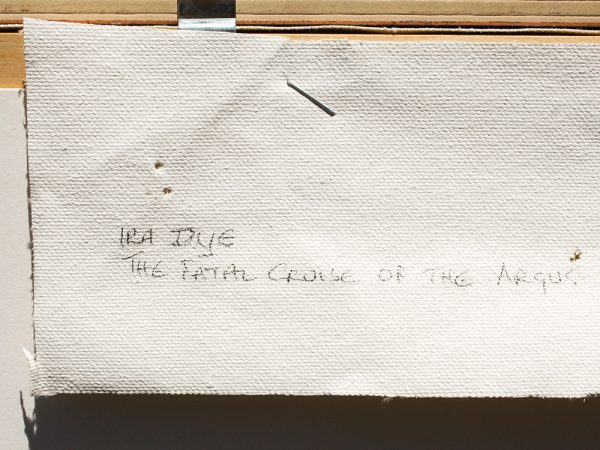 IRA DyE
THE FATAL CRUISE OF THE ARGUS